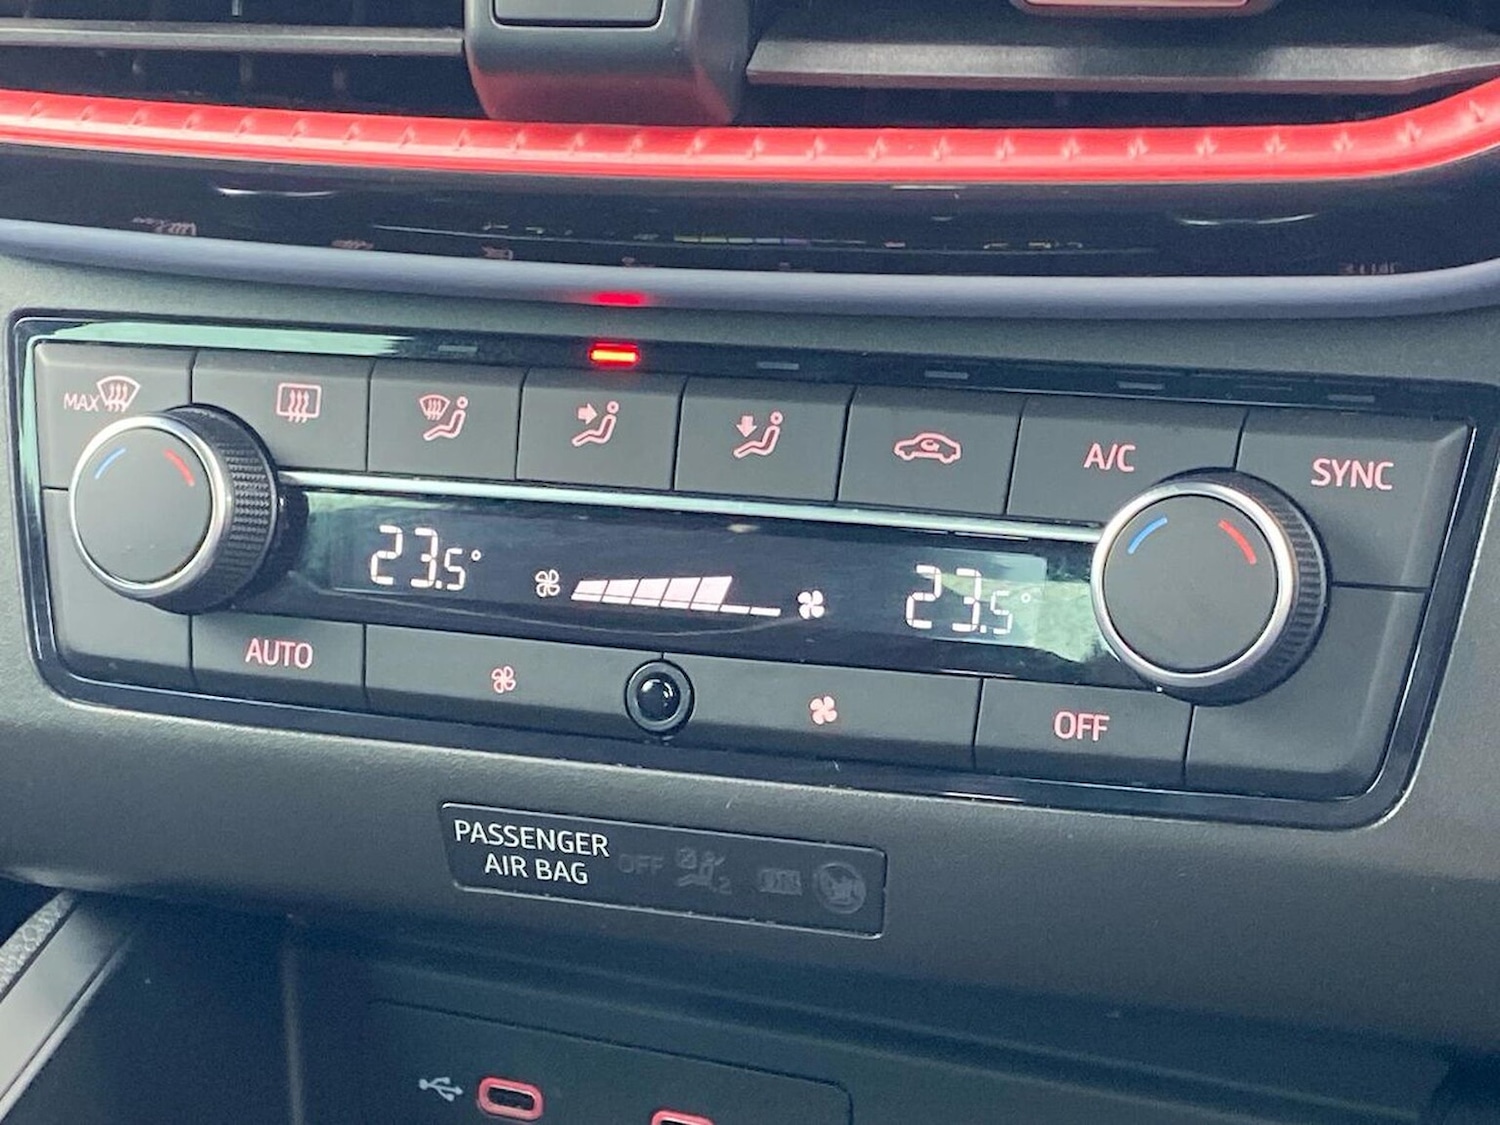 MAX
A/C
SYNC
23.5°
23.5°
AUTO
OFF
PASSENGER
AIR BAG OFF